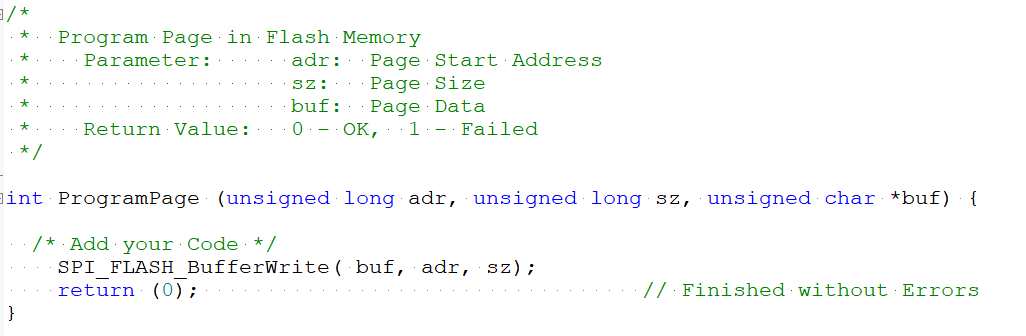 /*
 *  Program Page in Flash Memory
 *    Parameter:      adr:  Page Start Address
 *                    sz:   Page Size
 *                    buf:  Page Data
 *    Return Value:   0 - OK,  1 - Failed
 */
int ProgramPage (unsigned long adr, unsigned long sz, unsigned char *buf) {
  /* Add your Code */
    SPI_FLASH_BufferWrite( buf, adr, sz);
    return (0);                                  // Finished without Errors
}